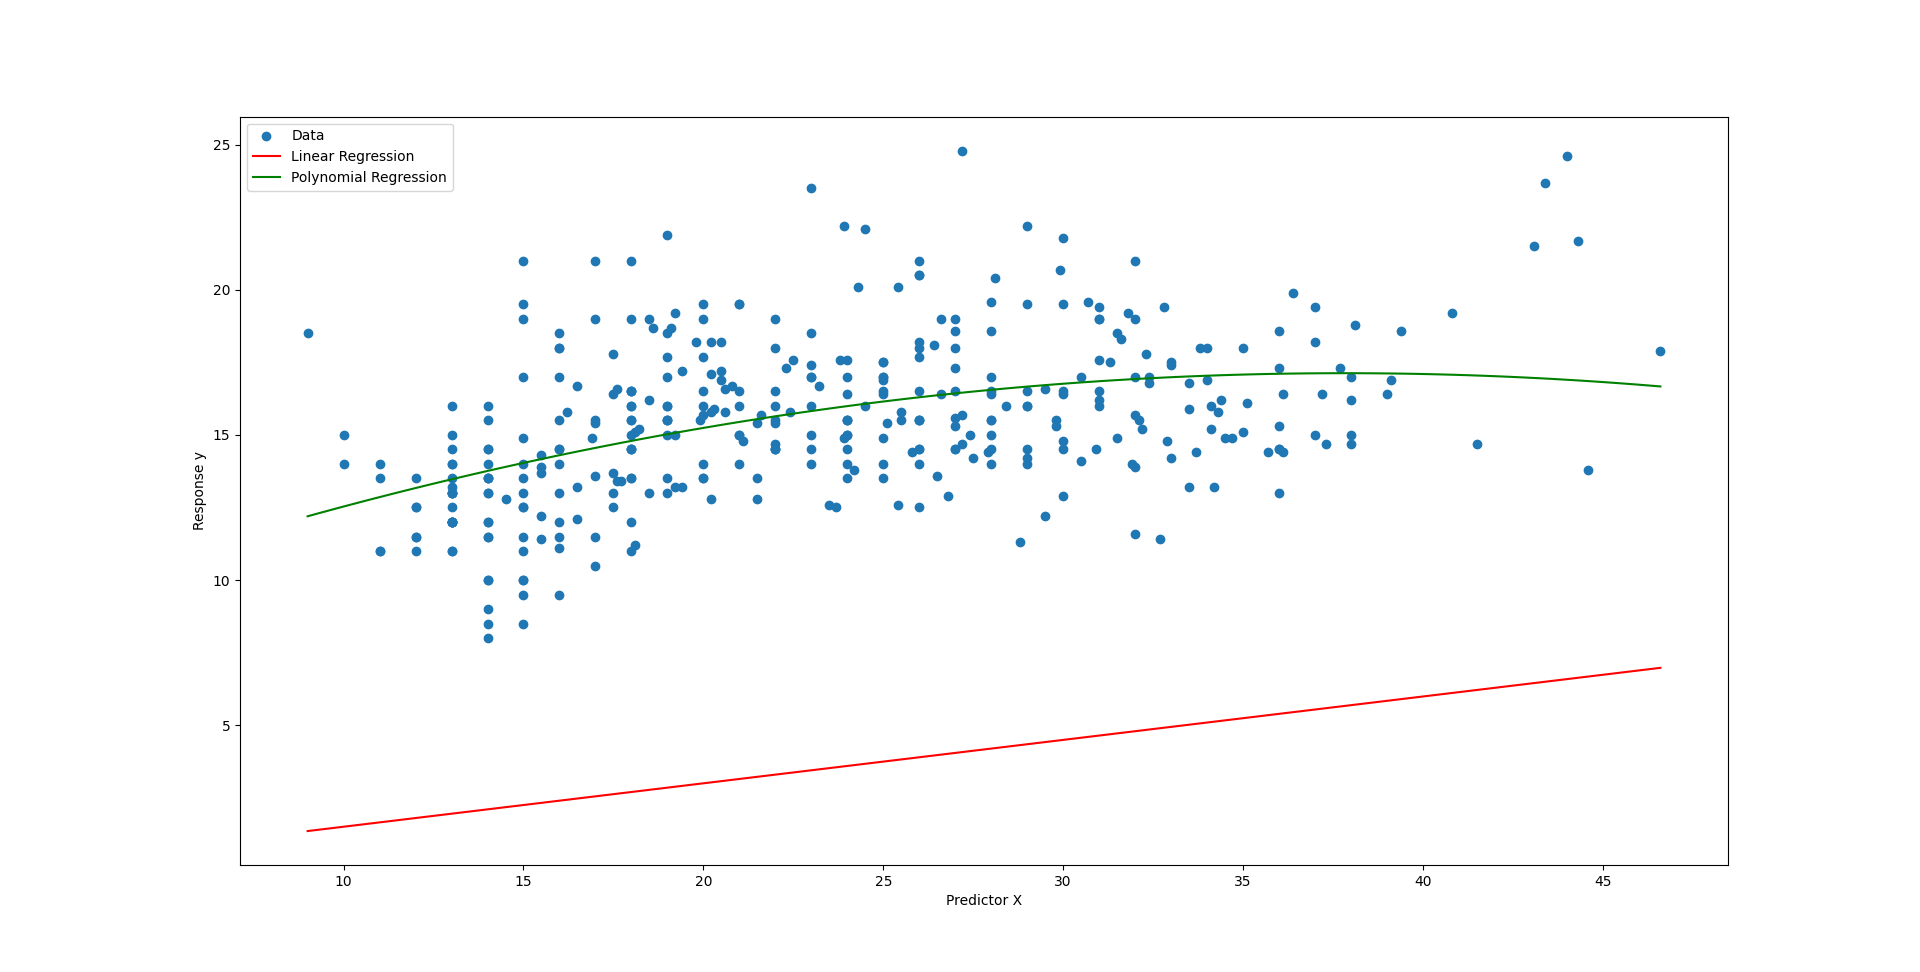 Data
Linear Regression
Polynomial Regression
25
20
15
10
5
Response y
10 15 20 25 30 35 40 45
Predictor X